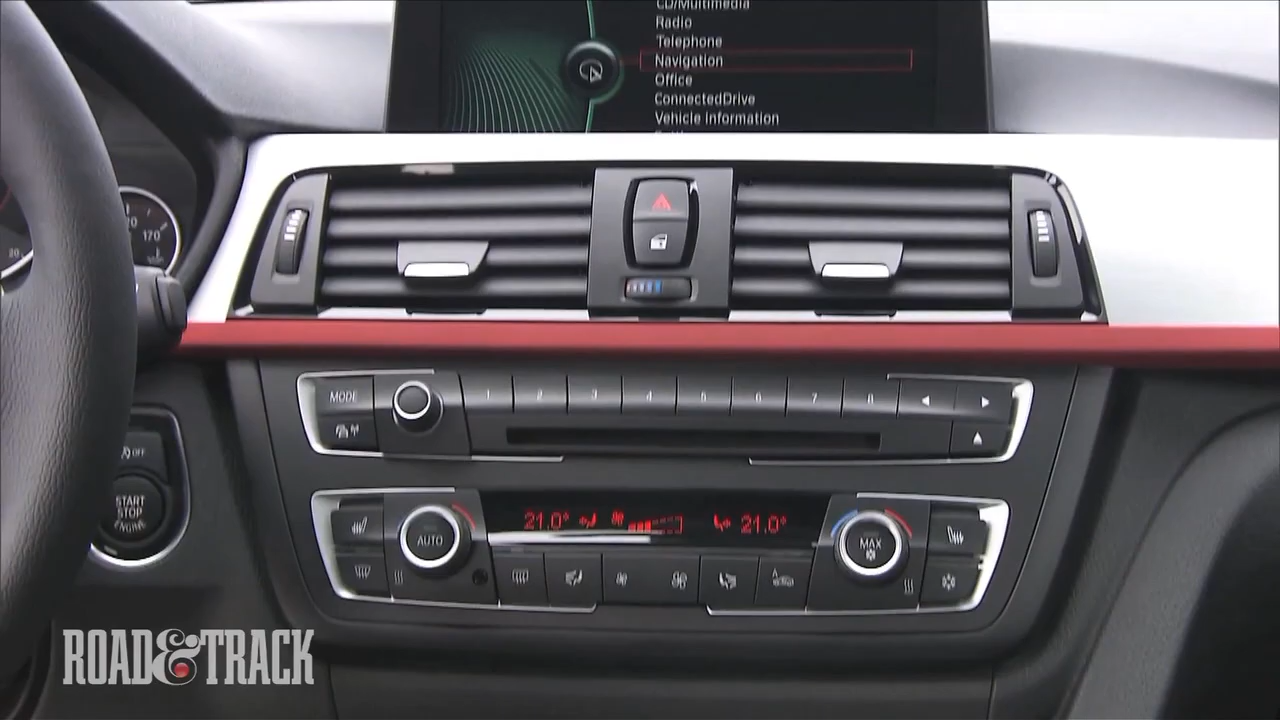 CD/Multimedia
Radio
Telephone
Navigation
Office
ConnectedDrive
Vehicle information
170
20
MODE
1 2 3 4 5 6 7 8
OFF
START
STOP
ENGINE
21.0° 21.0°
AUTO
MAX
ROAD&TRACK